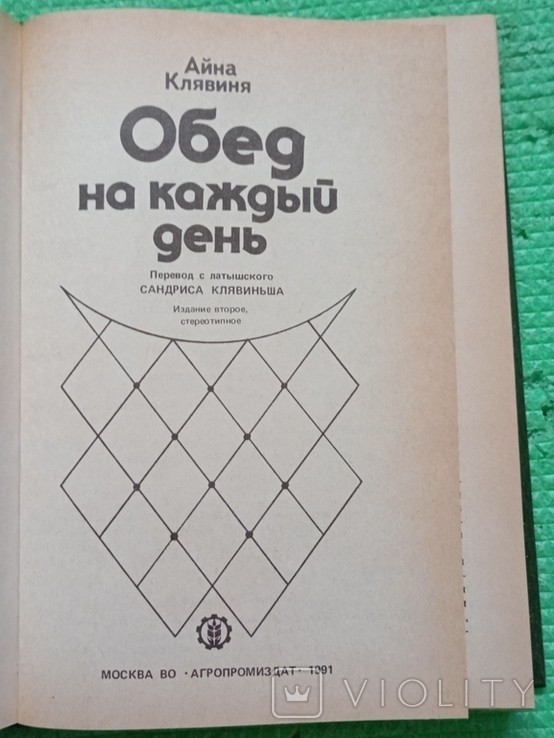 Айна
Клявиня
Обед
на каждый
день
Перевод с латышского
САНДРИСА КЛЯВИНЬША
Издание второе,
стереотипное
МОСКВА ВО · АГРОПРОМИЗДАТ · 1991
VIOLITY